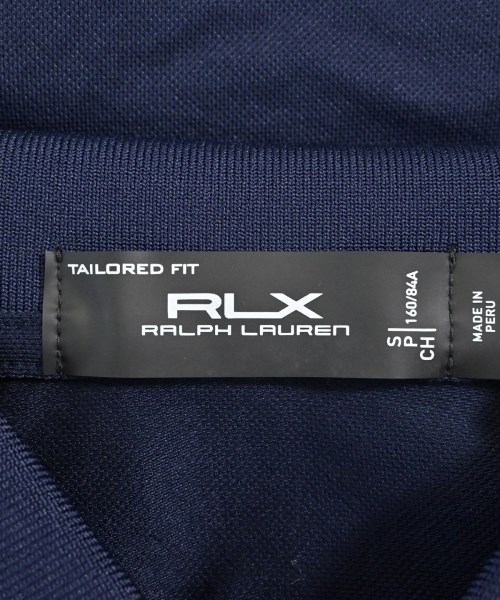 TAILORED FIT
RLX
RALPH LAUREN
S
P
CH
160/84A
MADE IN
PERU